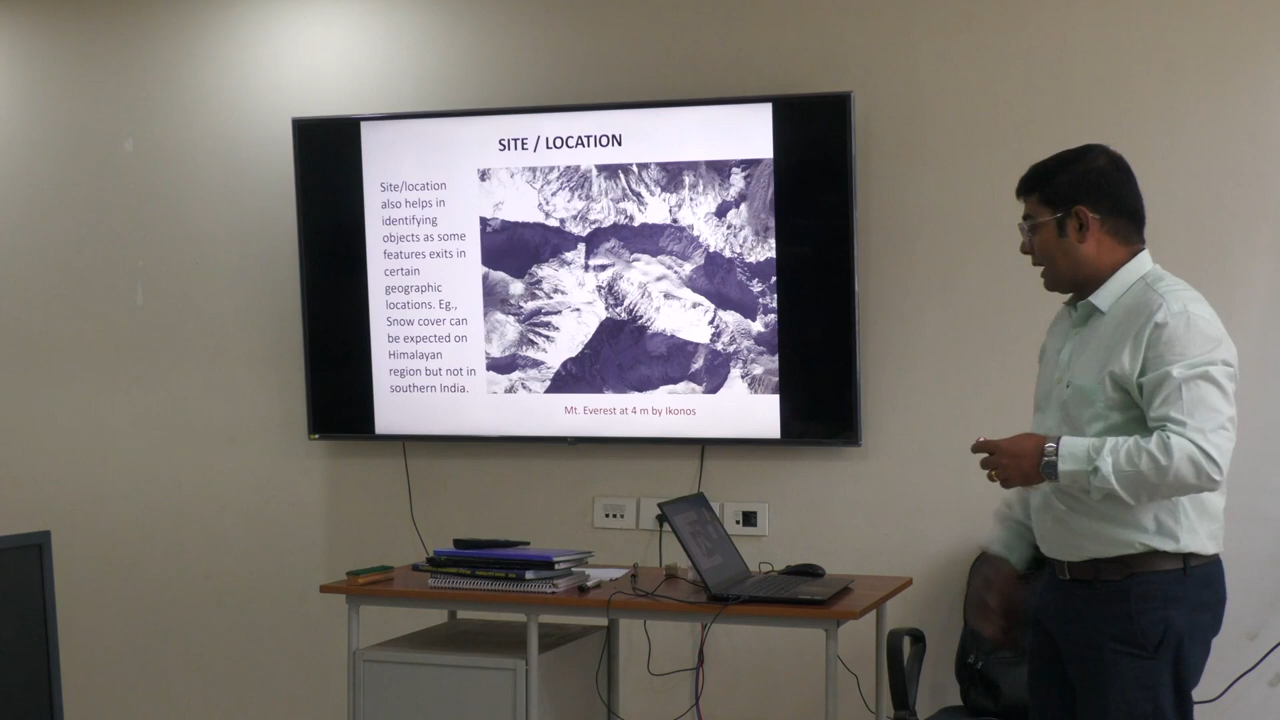 SITE / LOCATION
Site/location
also helps in
identifying
objects as some
features exits in
certain
geographic
locations. Eg.,
Snow cover can
be expected on
Himalayan
region but not in
southern India.
Mt. Everest at 4 m by Ikonos